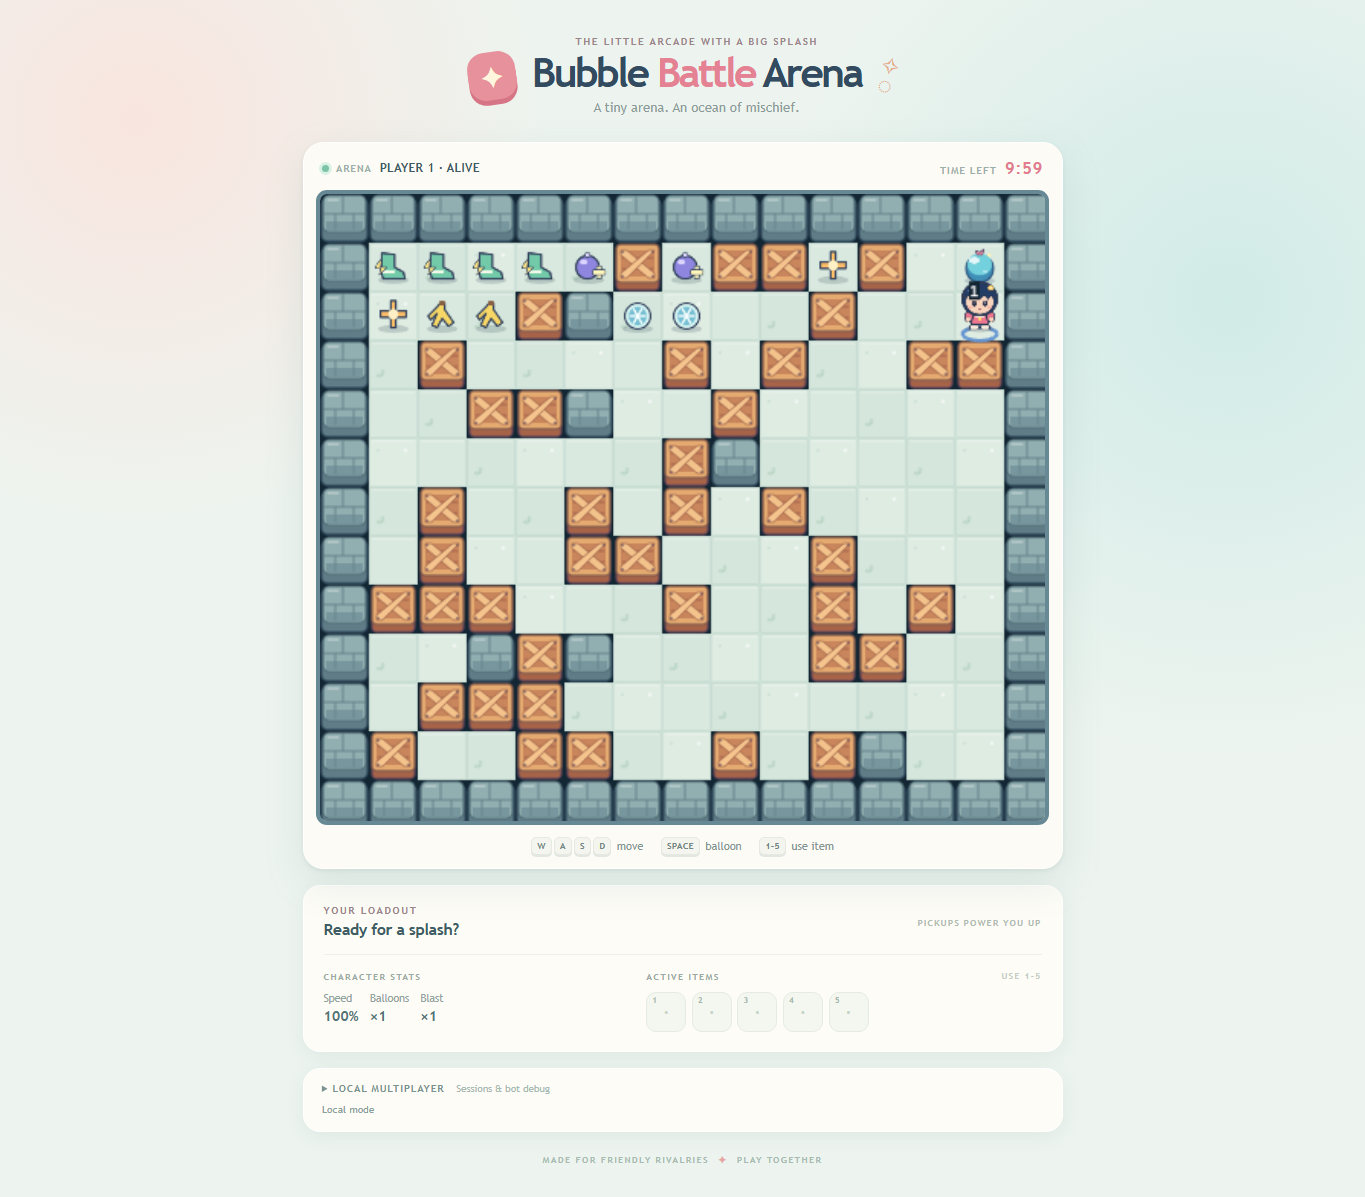 THE LITTLE ARCADE WITH A BIG SPLASH
Bubble Battle Arena
A tiny arena. An ocean of mischief.
ARENA PLAYER 1 · ALIVE
TIME LEFT 9:59
1
W A S D move SPACE balloon 1-5 use item
YOUR LOADOUT
Ready for a splash?
PICKUPS POWER YOU UP
CHARACTER STATS
Speed Balloons Blast
100% ×1 ×1
ACTIVE ITEMS
USE 1-5
1 2 3 4 5
LOCAL MULTIPLAYER Sessions & bot debug
Local mode
MADE FOR FRIENDLY RIVALRIES ✦ PLAY TOGETHER